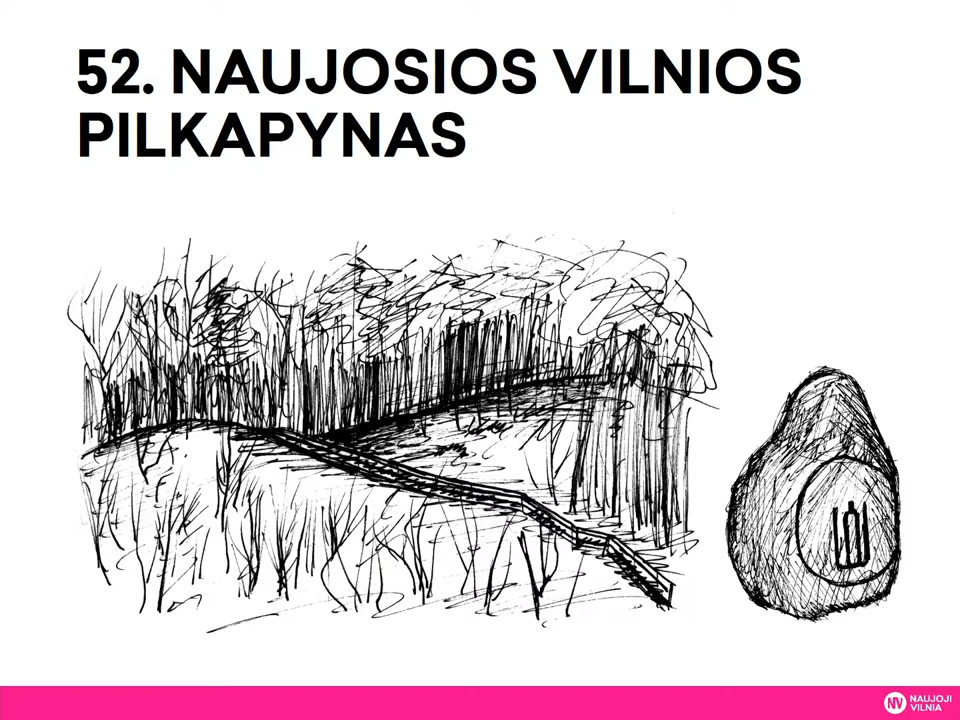 52. NAUJOSIOS VILNIOS
PILKAPYNAS
NV
NAUJOJI
VILNIA